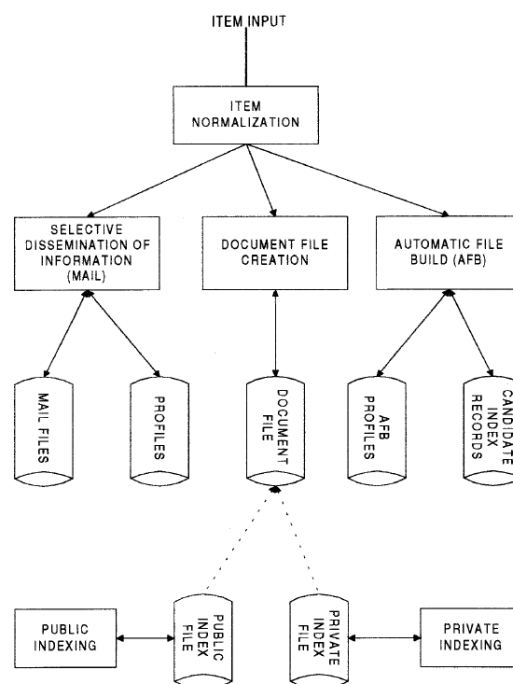 ITEM INPUT
ITEM
NORMALIZATION
SELECTIVE
DISSEMINATION OF
INFORMATION
(MAIL)
DOCUMENT FILE
CREATION
AUTOMATIC FILE
BUILD (AFB)
MAIL FILES
PROFILES
DOCUMENT
FILE
AFB
PROFILES
CANDIDATE
INDEX
RECORDS
PUBLIC
INDEXING
PUBLIC
INDEX
FILE
PRIVATE
INDEX
FILE
PRIVATE
INDEXING